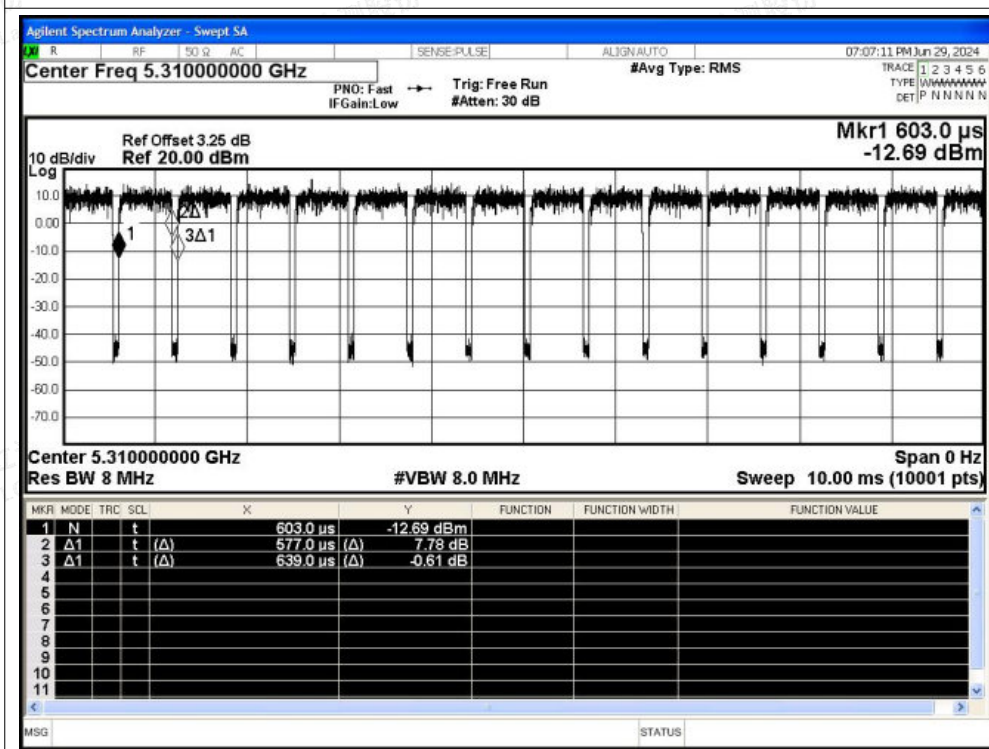 Agilent Spectrum Analyzer - Swept SA
R RF 50 Ω AC SENSE:PULSE ALIGN AUTO 07:07:11 PM Jun 29, 2024
Center Freq 5.310000000 GHz #Avg Type: RMS TRACE 1 2 3 4 5 6
PNO: Fast Trig: Free Run TYPE WWWWWW
IFGain:Low #Atten: 30 dB DET P N N N N N
Mkr1 603.0 µs
-12.69 dBm
Ref Offset 3.25 dB
10 dB/div Ref 20.00 dBm
Log
10.0
0.00
-10.0
-20.0
-30.0
-40.0
-50.0
-60.0
-70.0
1
2Δ1
3Δ1
Center 5.310000000 GHz Span 0 Hz
Res BW 8 MHz #VBW 8.0 MHz Sweep 10.00 ms (10001 pts)
MKR MODE TRC SCL X Y FUNCTION FUNCTION WIDTH FUNCTION VALUE
1 N t 603.0 µs -12.69 dBm
2 Δ1 t (Δ) 577.0 µs (Δ) 7.78 dB
3 Δ1 t (Δ) 639.0 µs (Δ) -0.61 dB
4
5
6
7
8
9
10
11
MSG STATUS